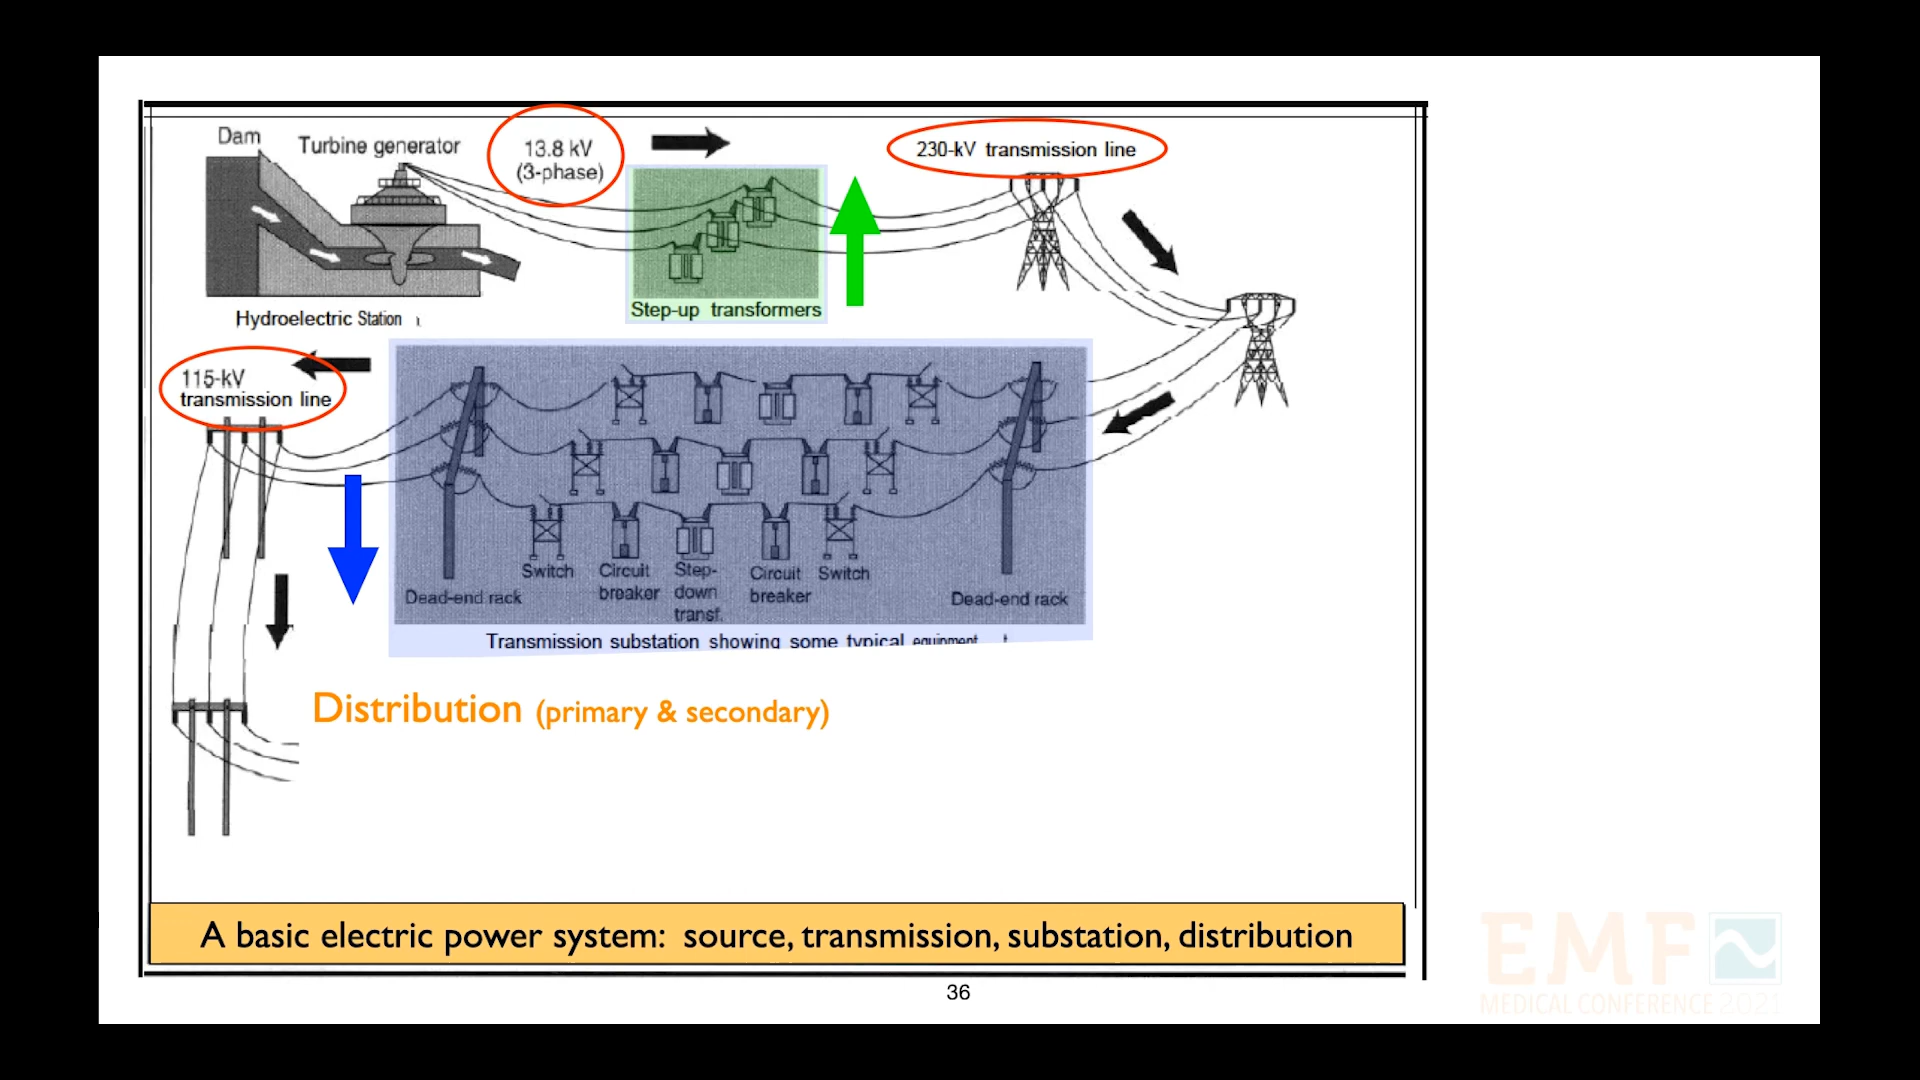 Dam
Turbine generator
13.8 kV
(3-phase)
230-kV transmission line
Step-up transformers
Hydroelectric Station
115-kV
transmission line
Switch
Circuit
breaker
Step-
down
transf.
Circuit
breaker
Switch
Dead-end rack
Dead-end rack
Transmission substation showing some typical equipment
Distribution (primary & secondary)
A basic electric power system: source, transmission, substation, distribution
36
EMF
MEDICAL CONFERENCE 2021